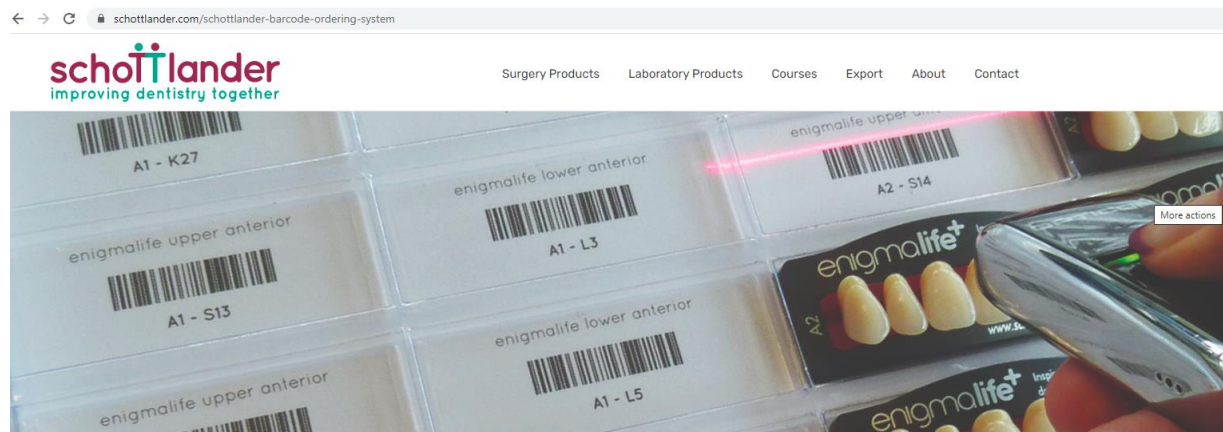 schottlander.com/schottlander-barcode-ordering-system
schottlander
improving dentistry together
Surgery Products
Laboratory Products
Courses
Export
About
Contact
A1 - K27
enigmalife lower anterior
A1 - L3
enigmalife upper
A2 - S14
A2
More actions
enigmalife upper anterior
A1 - S13
enigmalife+
A2
enigmalife lower anterior
A1 - L5
enigmalife upper anterior
enigmalife+